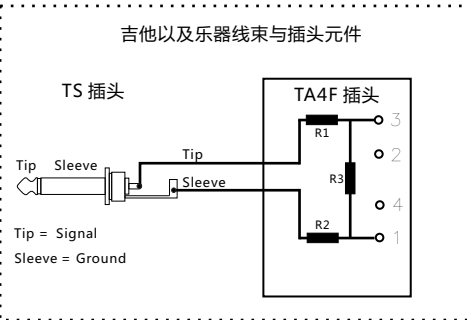 吉他以及乐器线束与插头元件
TS 插头
TA4F 插头
3
R1
Tip
2
Tip Sleeve
Sleeve
R3
4
R2
1
Tip = Signal
Sleeve = Ground